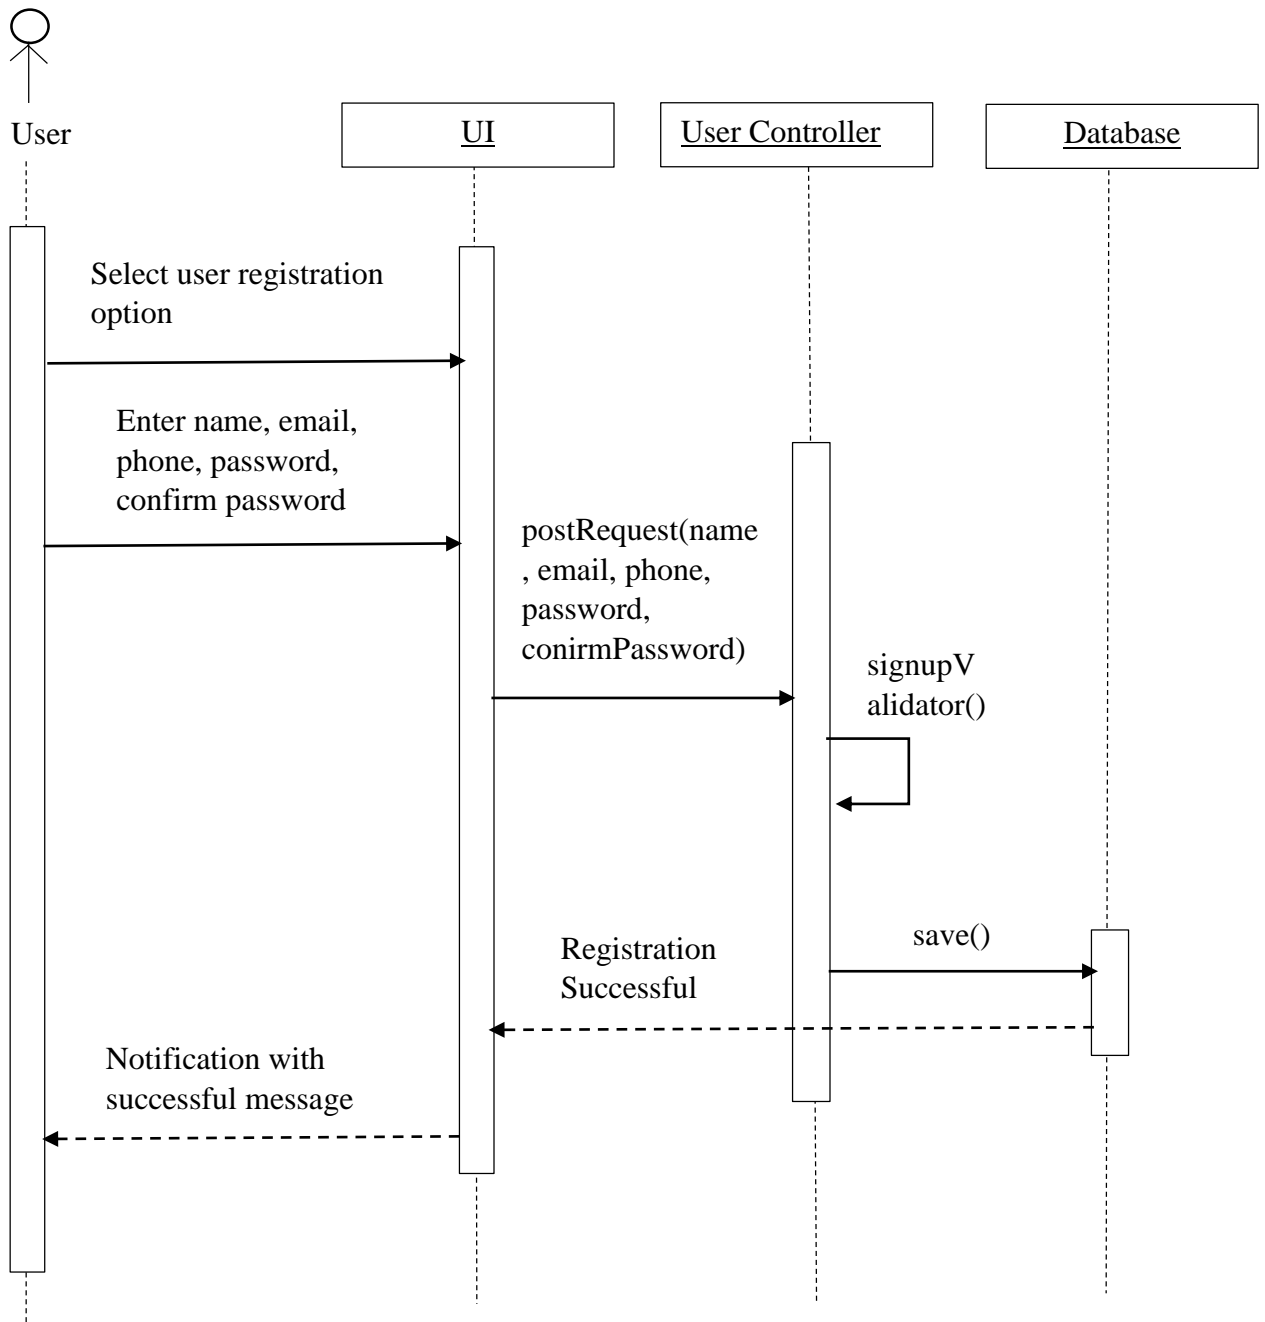 User
UI
User Controller
Database
Select user registration
option
Enter name, email,
phone, password,
confirm password
postRequest(name
, email, phone,
password,
conirmPassword)
signupV
alidator()
save()
Registration
Successful
Notification with
successful message